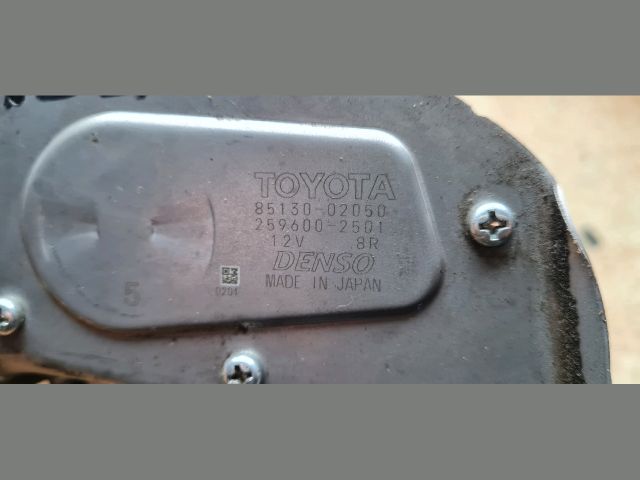 TOYOTA
85130-02050
259600-2501
12V 8R
DENSO
MADE IN JAPAN
5
0204